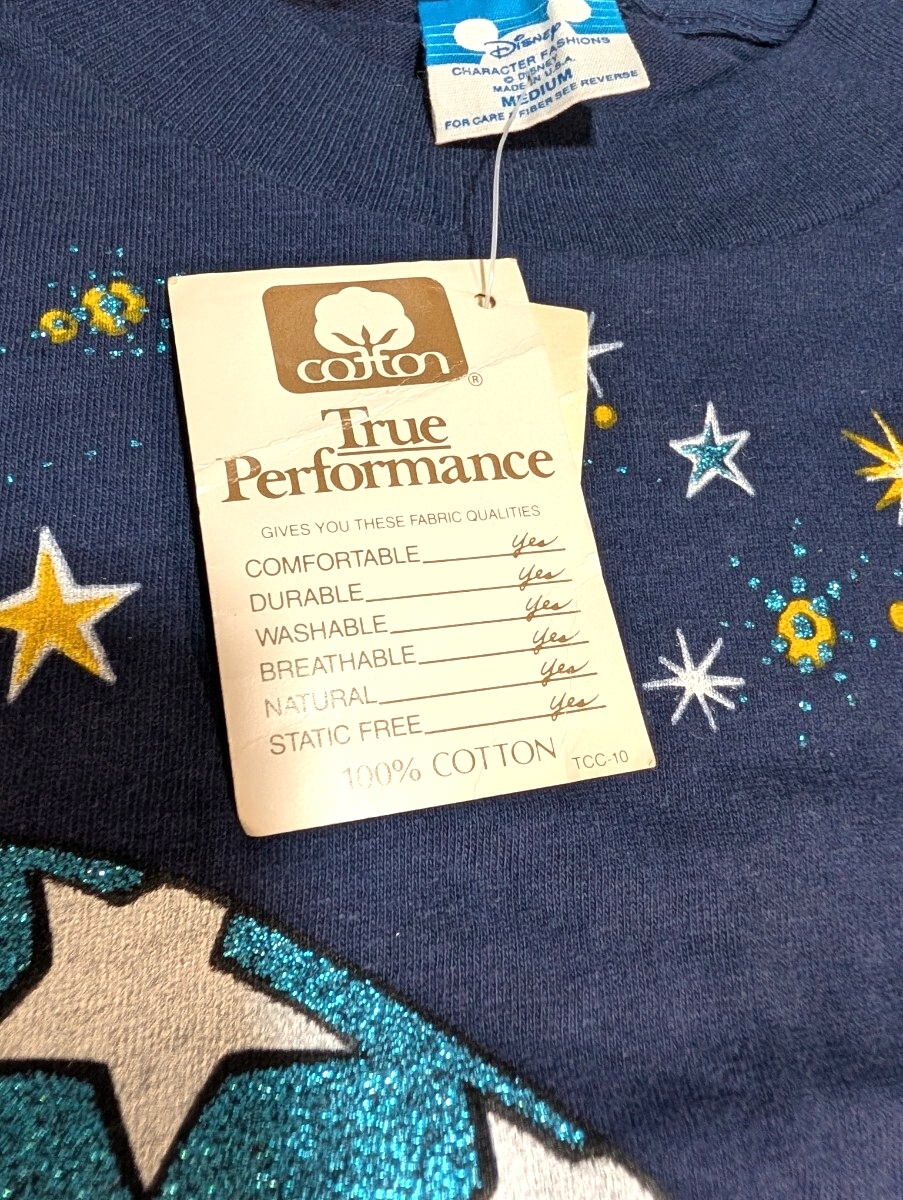 Disney
CHARACTER FASHIONS
© DISNEY
MADE IN U.S.A.
MEDIUM
FOR CARE & FIBER SEE REVERSE
cotton
®
True
Performance
GIVES YOU THESE FABRIC QUALITIES
COMFORTABLE yes
DURABLE yes
WASHABLE yes
BREATHABLE yes
NATURAL yes
STATIC FREE yes
100% COTTON TCC-10